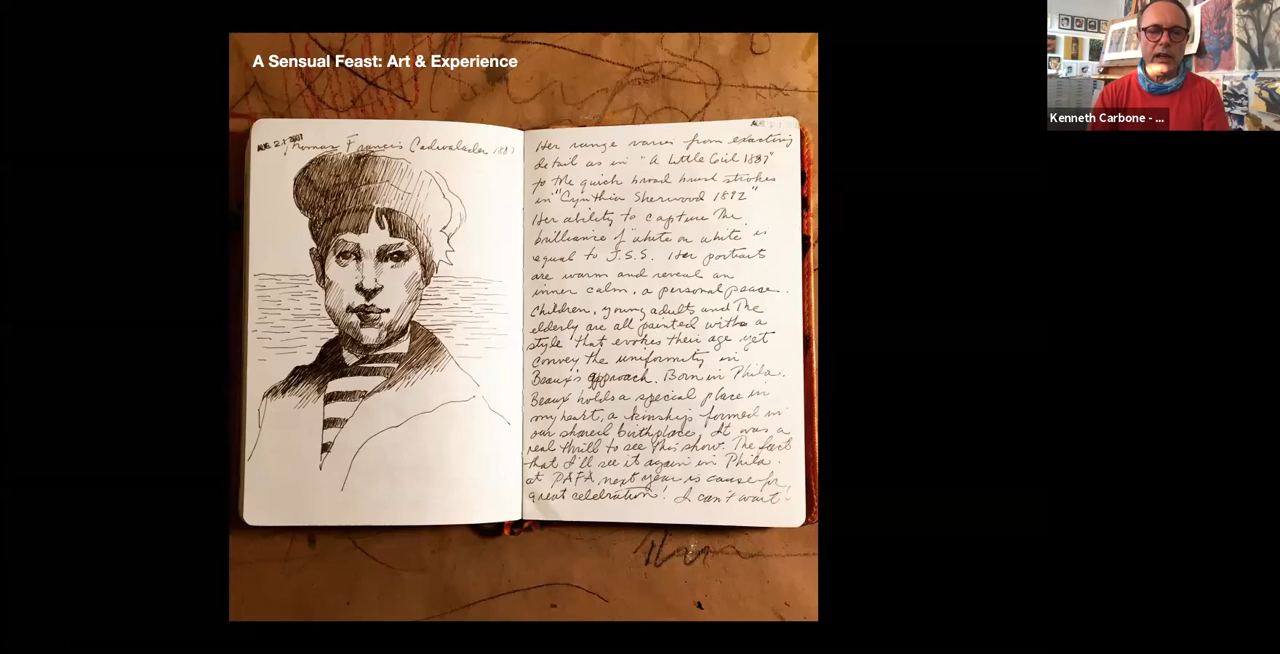 A Sensual Feast: Art & Experience
Kenneth Carbone - ...
AUG 21 2007
Thomas Francis Cadwalader 1887
AUG 21
Her range varies from exacting
detail as in "A Little Girl 1887"
to the quick broad brush strokes
in "Cynthia Sherwood 1892"
Her ability to capture the
brilliance of "white on white" is
equal to J.S.S. Her portraits
are warm and reveal an
inner calm, a personal peace.
Children, young adults and the
elderly are all painted with a
style that evokes their age yet
convey the uniformity in
Beaux's approach. Born in Phila.
Beaux holds a special place in
my heart, a kinship formed in
our shared birthplace. It was a
real thrill to see this show. The fact
that I'll see it again in Phila.
at PAFA next year is cause for
great celebration! I can't wait!